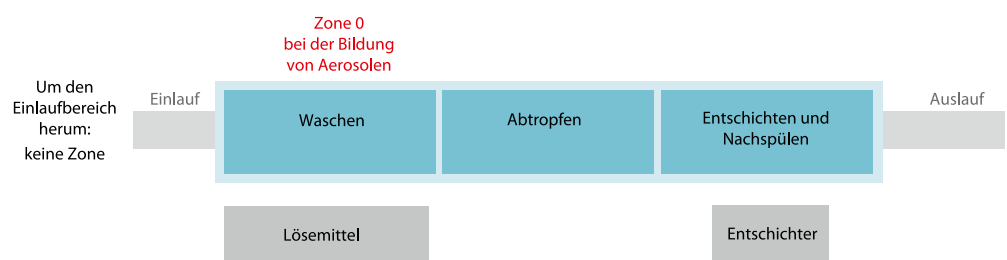 Zone 0
bei der Bildung
von Aerosolen
Um den
Einlaufbereich
herum:
keine Zone
Einlauf
Waschen
Abtropfen
Entschichten und
Nachspülen
Auslauf
Lösemittel
Entschichter